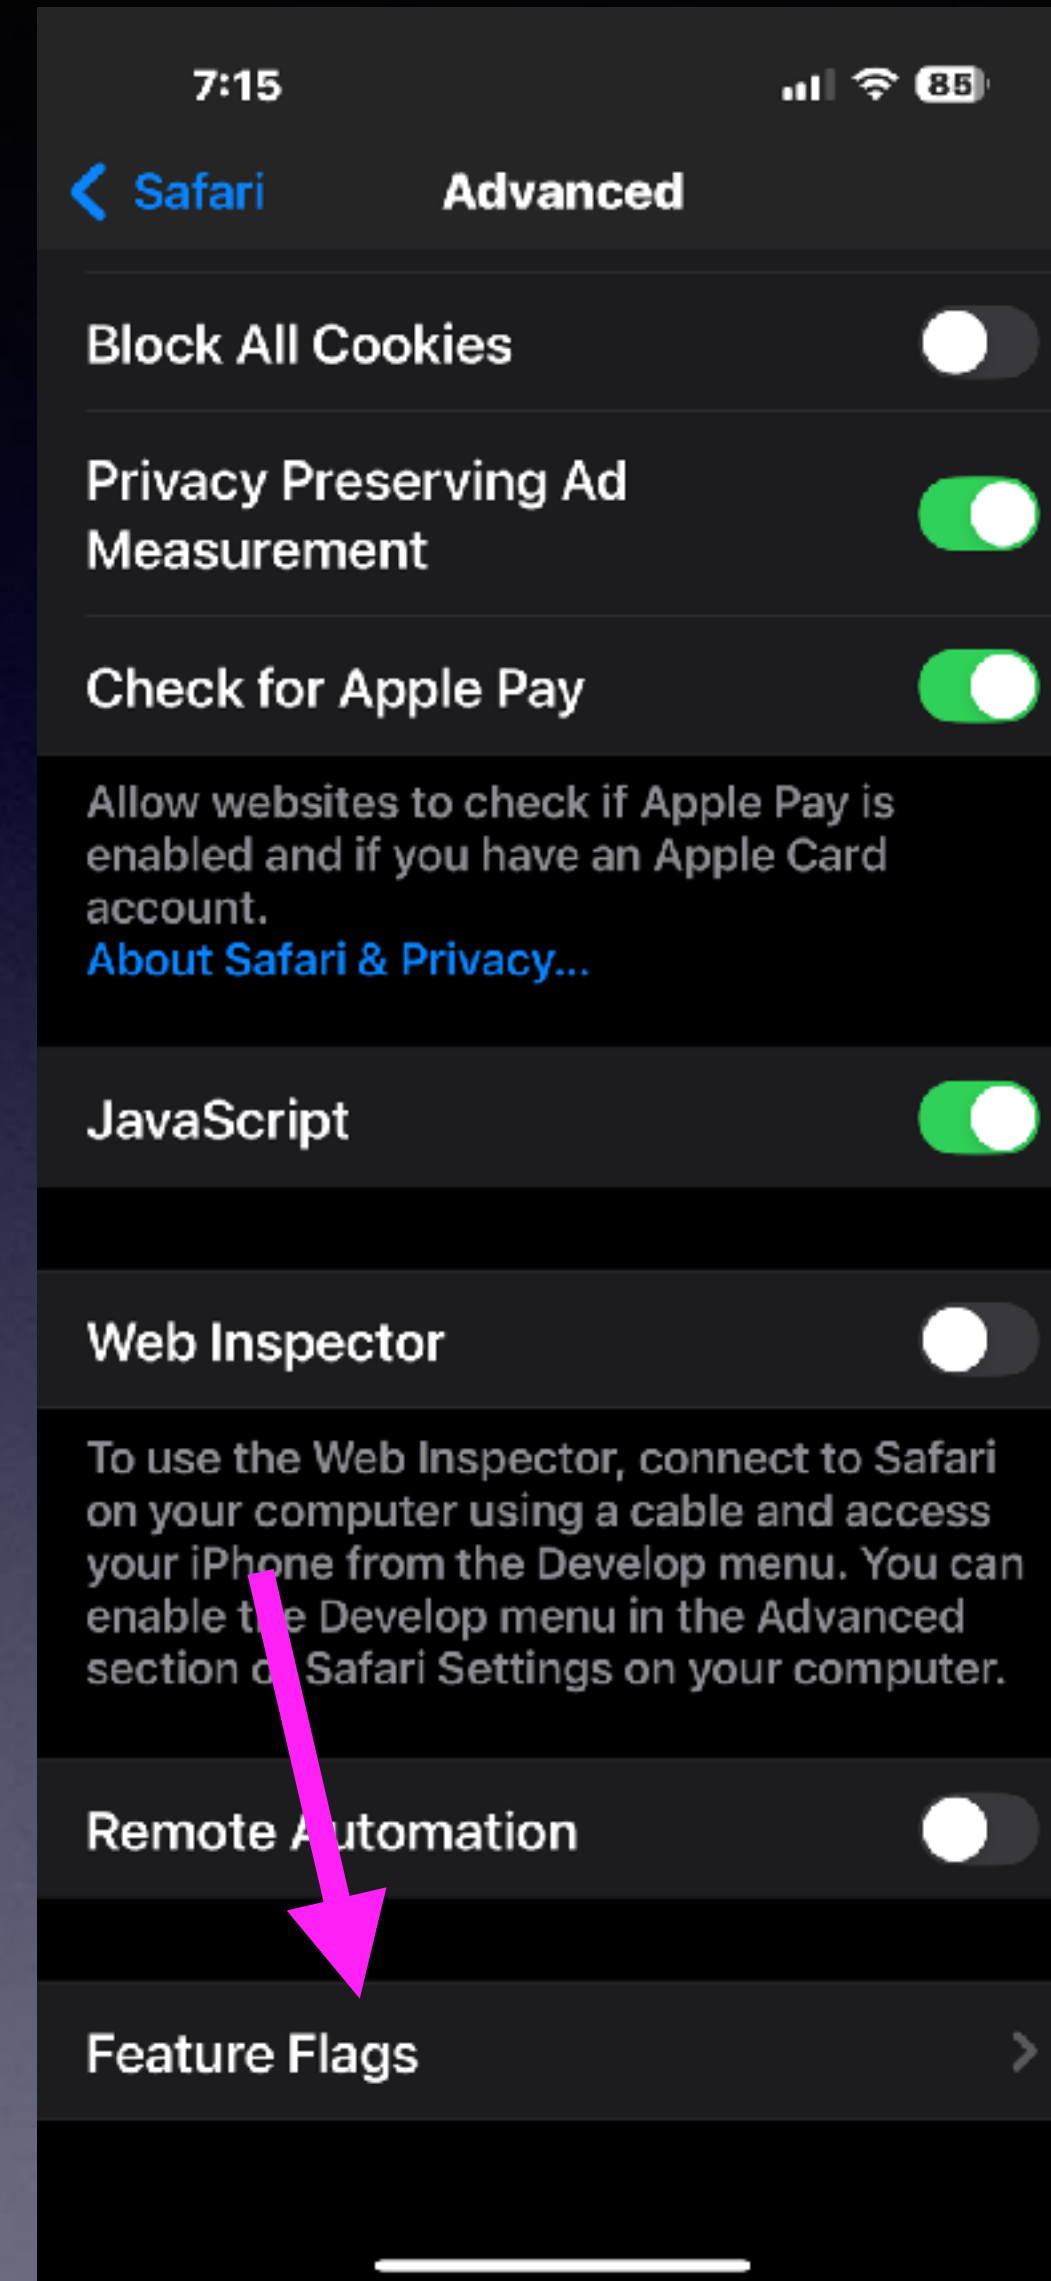 7:15 85
Safari Advanced
Block All Cookies
Privacy Preserving Ad
Measurement
Check for Apple Pay
Allow websites to check if Apple Pay is
enabled and if you have an Apple Card
account.
About Safari & Privacy...
JavaScript
Web Inspector
To use the Web Inspector, connect to Safari
on your computer using a cable and access
your iPhone from the Develop menu. You can
enable the Develop menu in the Advanced
section of Safari Settings on your computer.
Remote Automation
Feature Flags